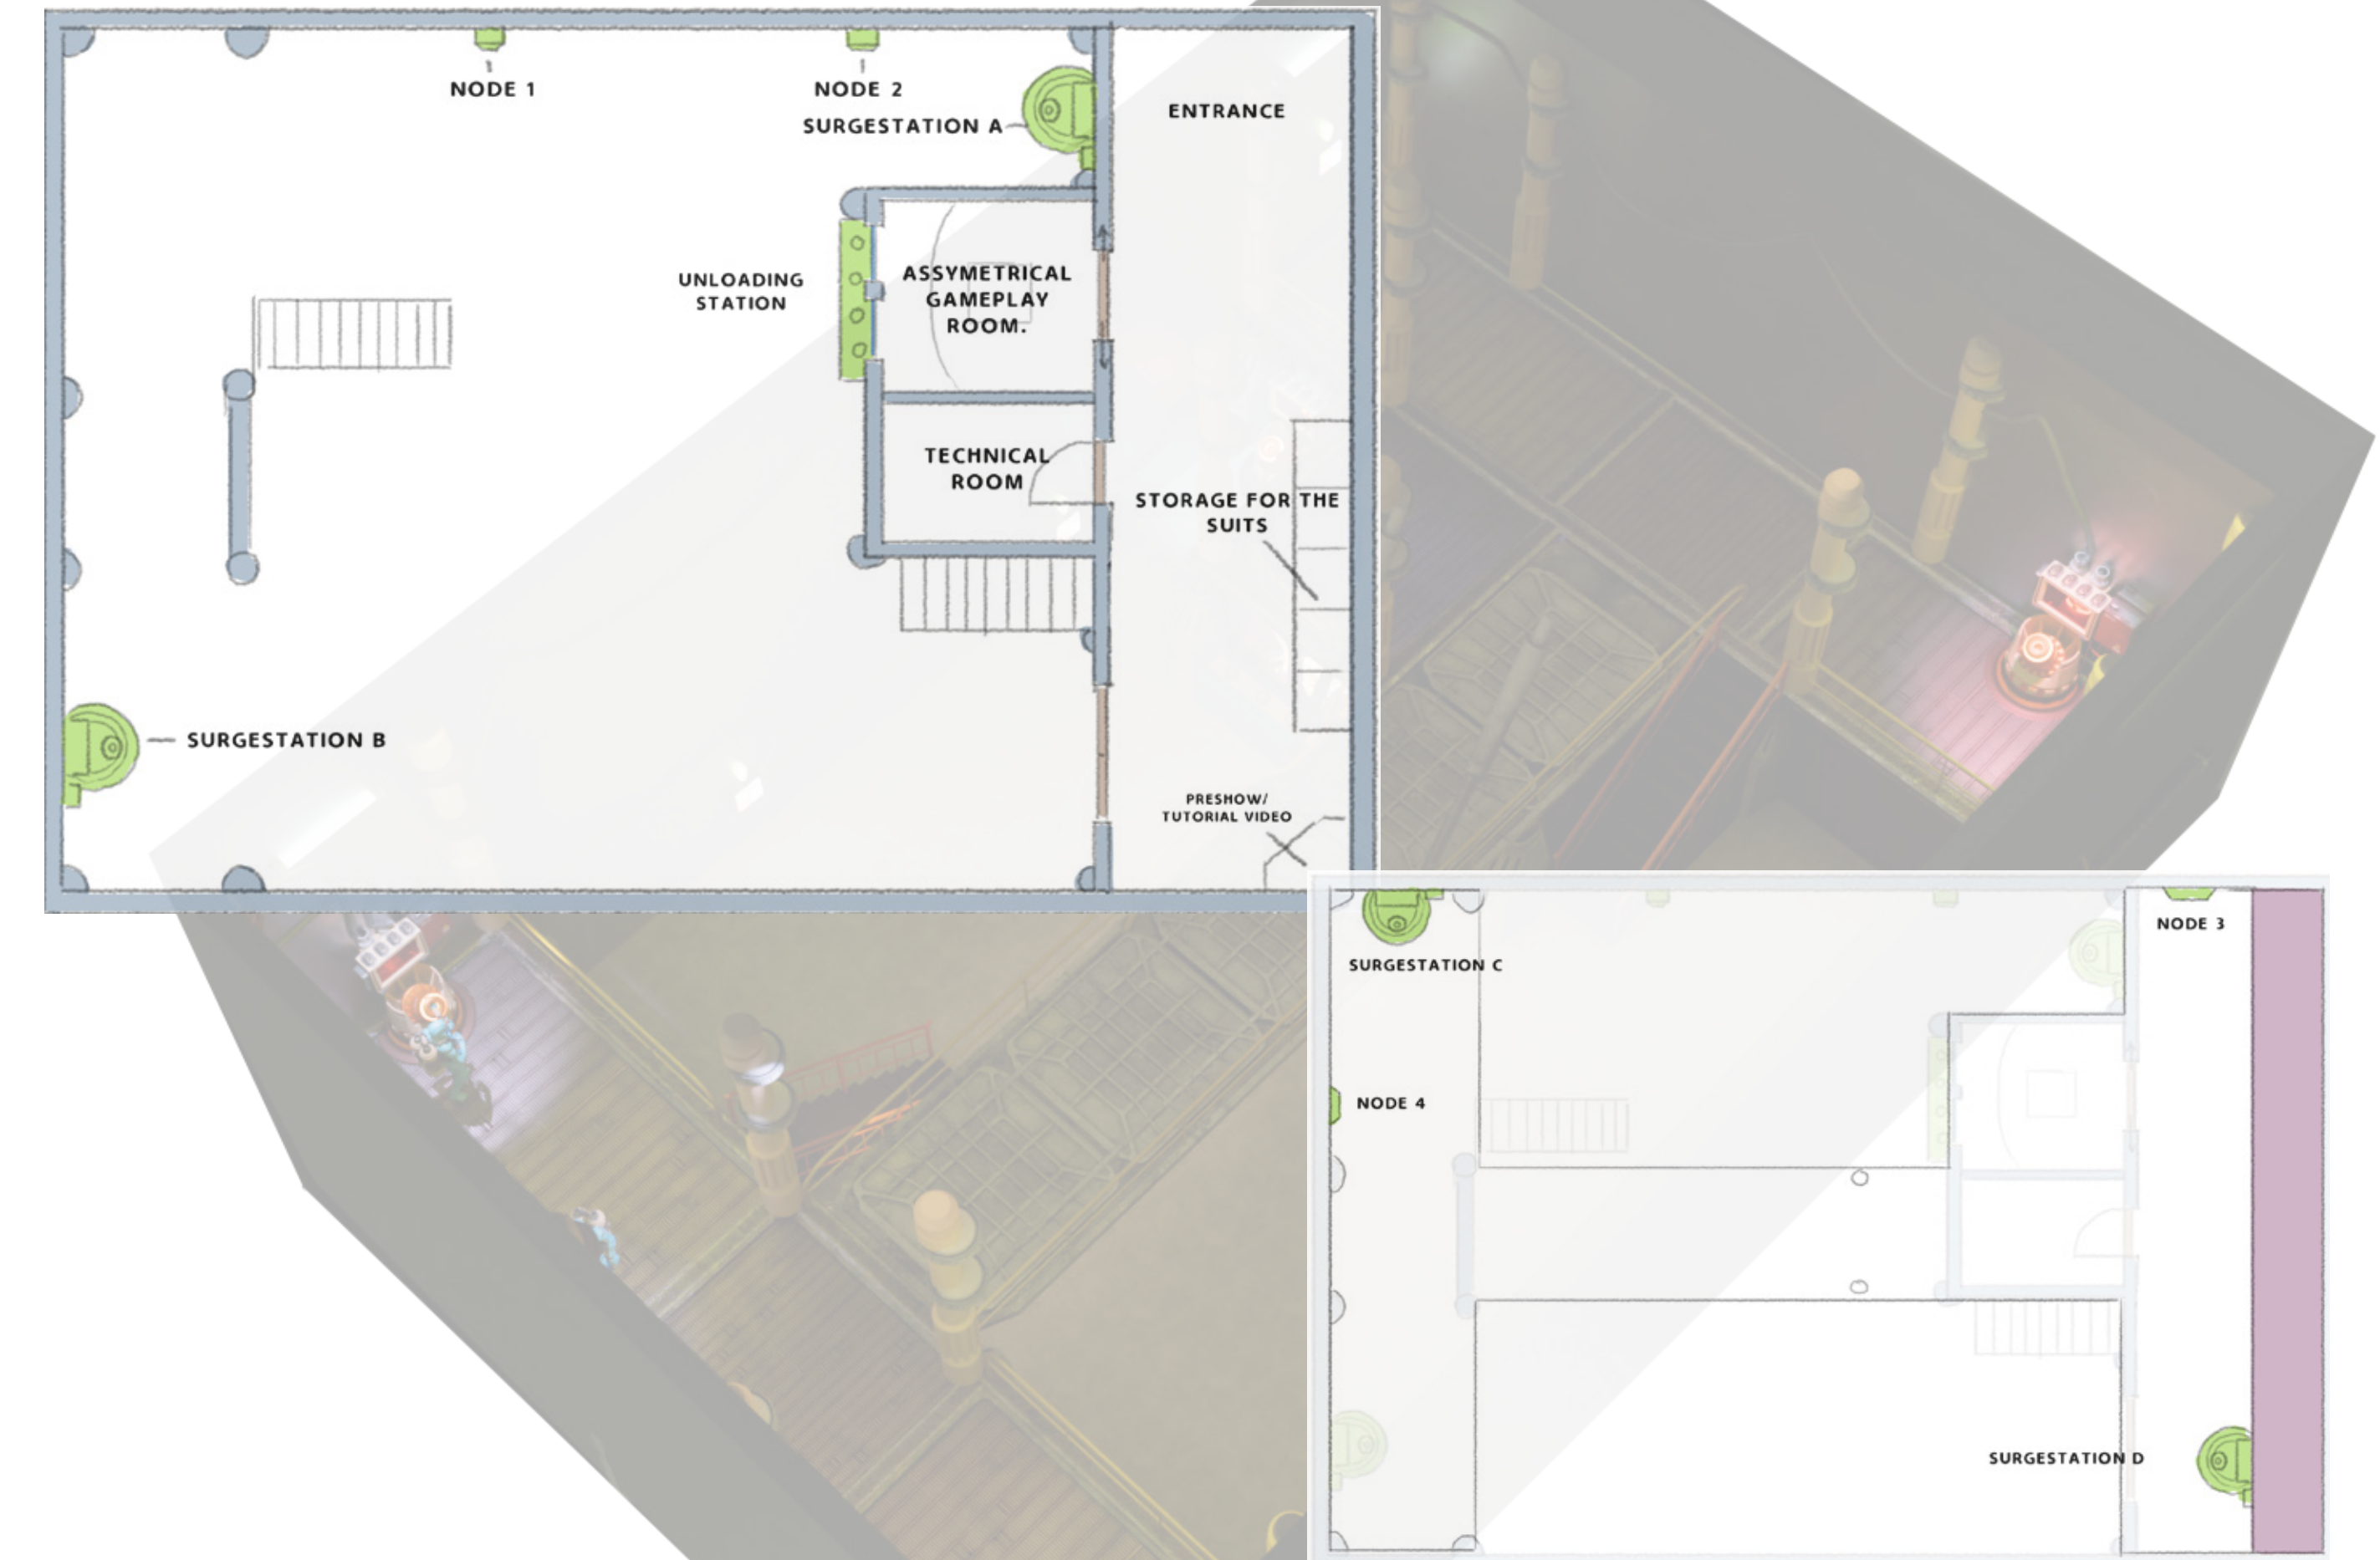 NODE 1
NODE 2
SURGESTATION A
ENTRANCE
UNLOADING
STATION
ASSYMETRICAL
GAMEPLAY
ROOM.
TECHNICAL
ROOM
STORAGE FOR THE
SUITS
SURGESTATION B
PRESHOW/
TUTORIAL VIDEO
NODE 3
SURGESTATION C
NODE 4
SURGESTATION D